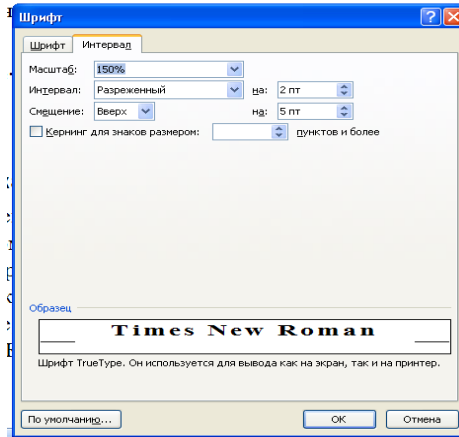 Шрифт
Шрифт Интервал
Масштаб: 150%
Интервал: Разреженный на: 2 пт
Смещение: Вверх на: 5 пт
Кернинг для знаков размером: пунктов и более
Образец
Times New Roman
Шрифт TrueType. Он используется для вывода как на экран, так и на принтер.
По умолчанию... ОК Отмена